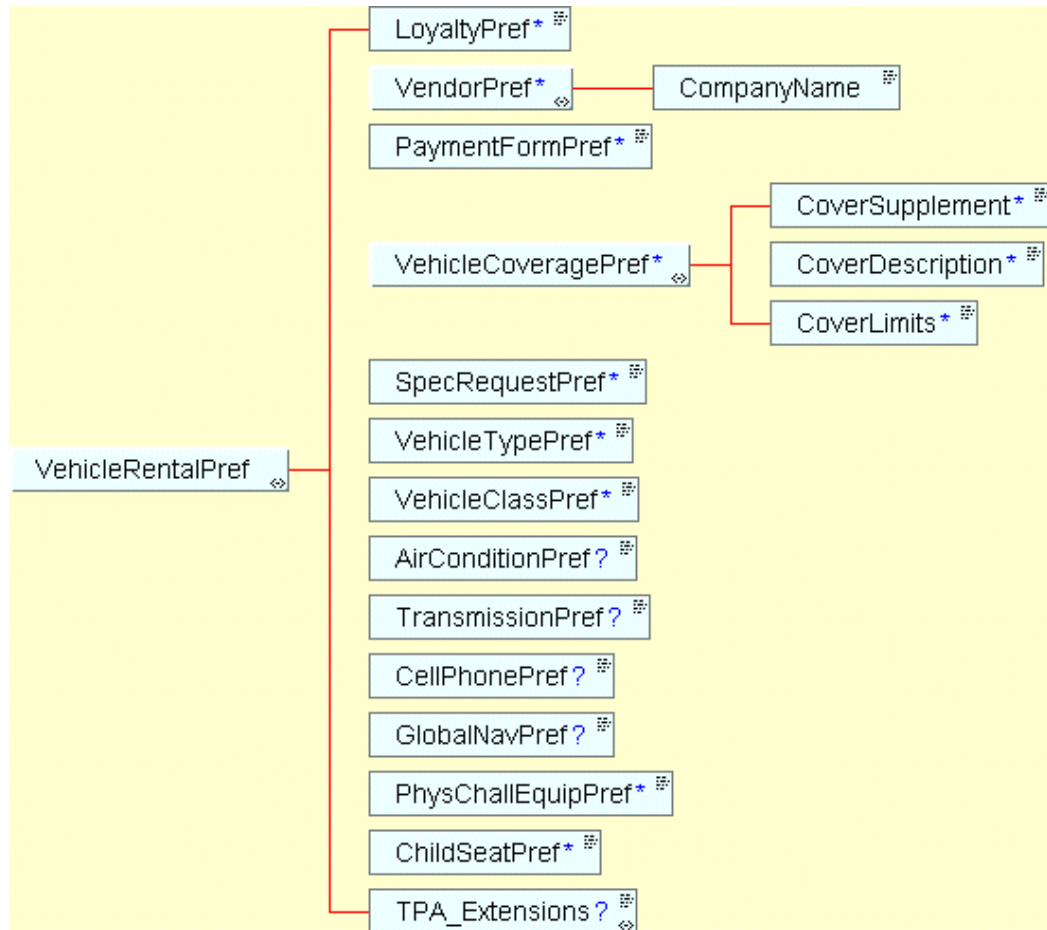 LoyaltyPref*
VendorPref*
CompanyName
PaymentFormPref*
CoverSupplement*
VehicleCoveragePref*
CoverDescription*
CoverLimits*
SpecRequestPref*
VehicleTypePref*
VehicleRentalPref
VehicleClassPref*
AirConditionPref?
TransmissionPref?
CellPhonePref?
GlobalNavPref?
PhysChallEquipPref*
ChildSeatPref*
TPA_Extensions?